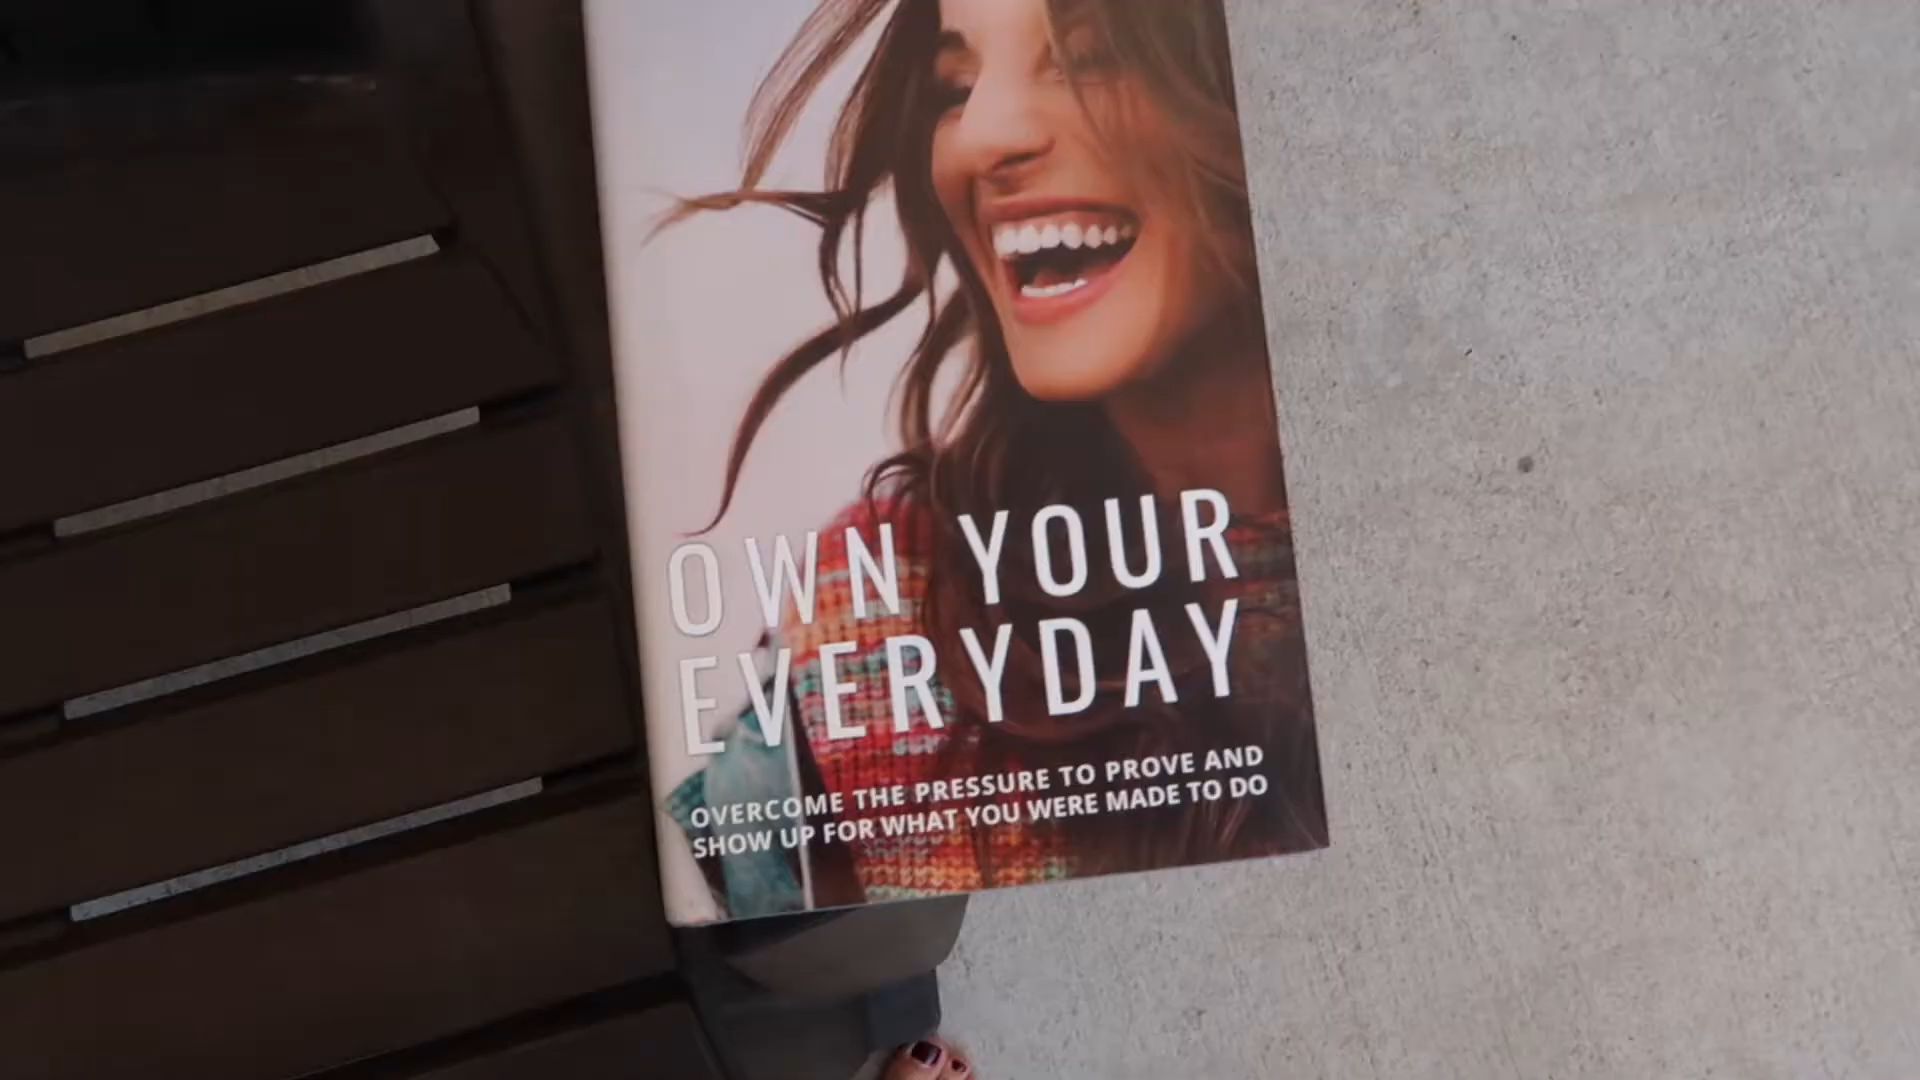 OWN YOUR
EVERYDAY
OVERCOME THE PRESSURE TO PROVE AND
SHOW UP FOR WHAT YOU WERE MADE TO DO